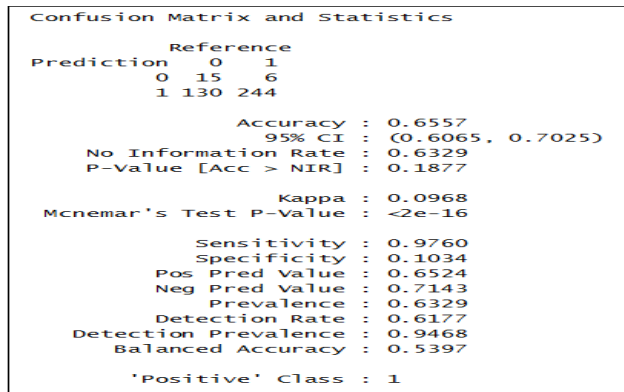 Confusion Matrix and Statistics
Reference
Prediction 0 1
0 15 6
1 130 244
Accuracy : 0.6557
95% CI : (0.6065, 0.7025)
No Information Rate : 0.6329
P-Value [Acc > NIR] : 0.1877
Kappa : 0.0968
Mcnemar's Test P-Value : <2e-16
Sensitivity : 0.9760
Specificity : 0.1034
Pos Pred Value : 0.6524
Neg Pred Value : 0.7143
Prevalence : 0.6329
Detection Rate : 0.6177
Detection Prevalence : 0.9468
Balanced Accuracy : 0.5397
'Positive' Class : 1